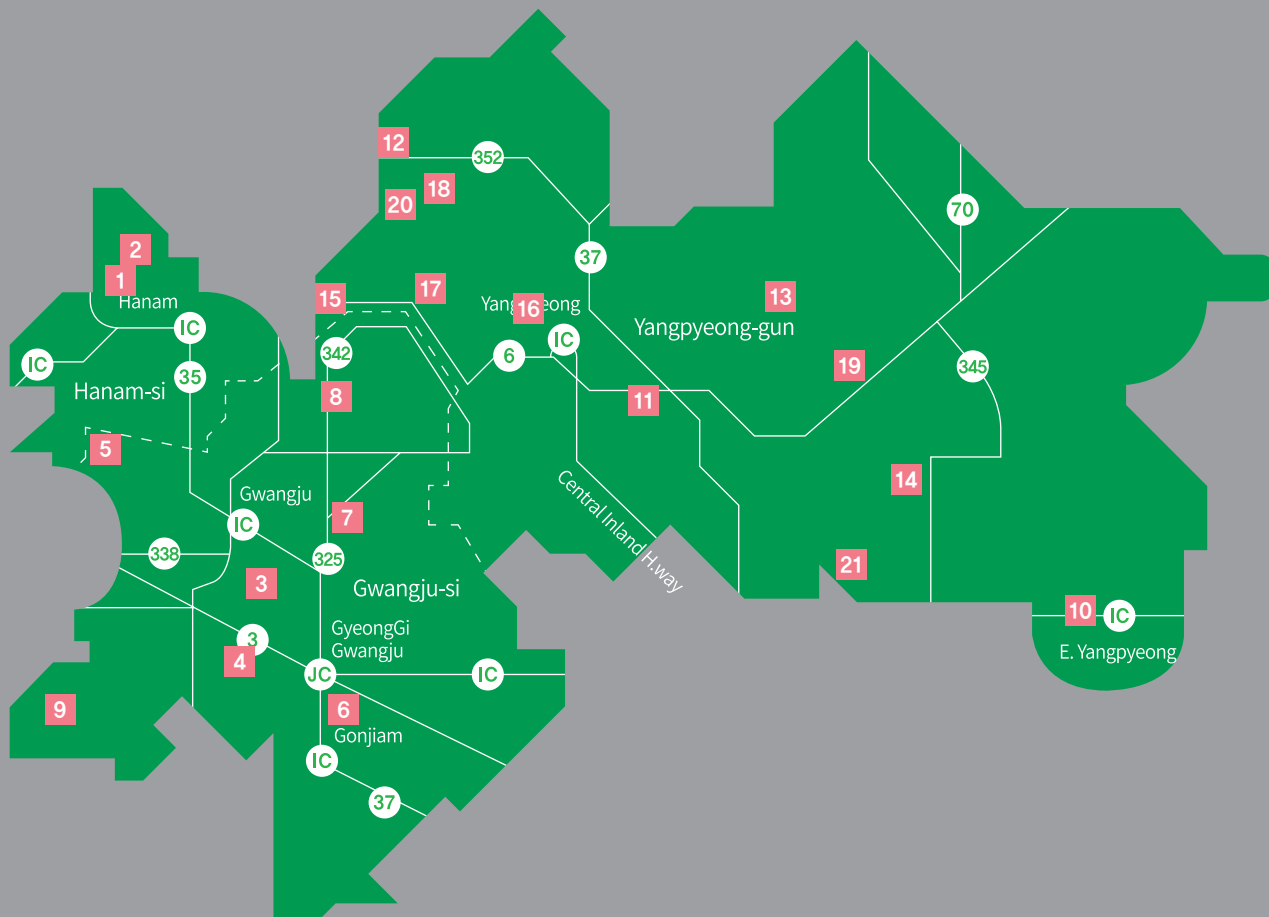 12
352
18
20
70
2
37
1
17
13
15
Hanam
Yangpyeong
16
Yangpyeong-gun
IC
IC
342
6
IC
IC
19
345
35
Hanam-si
8
11
5
14
Central Inland H.way
Gwangju
7
IC
338
325
21
3
Gwangju-si
10
IC
GyeongGi
Gwangju
3
4
E. Yangpyeong
JC
IC
9
6
Gonjiam
IC
37